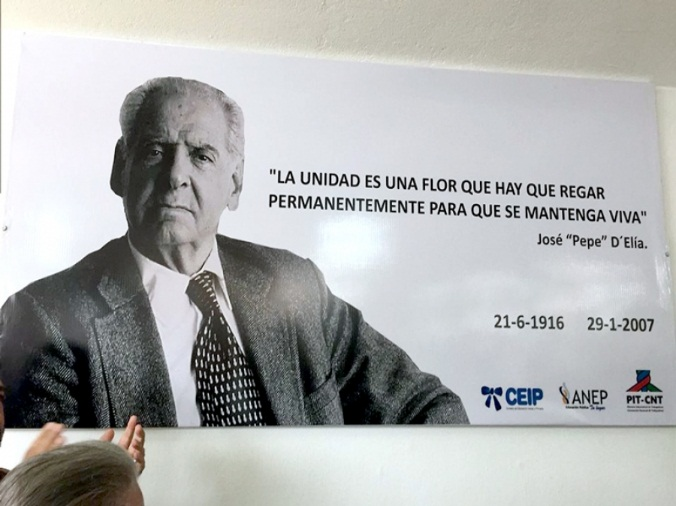 "LA UNIDAD ES UNA FLOR QUE HAY QUE REGAR
PERMANENTEMENTE PARA QUE SE MANTENGA VIVA"
José "Pepe" D´Elía.
21-6-1916 29-1-2007
CEIP
ANEP
PIT-CNT